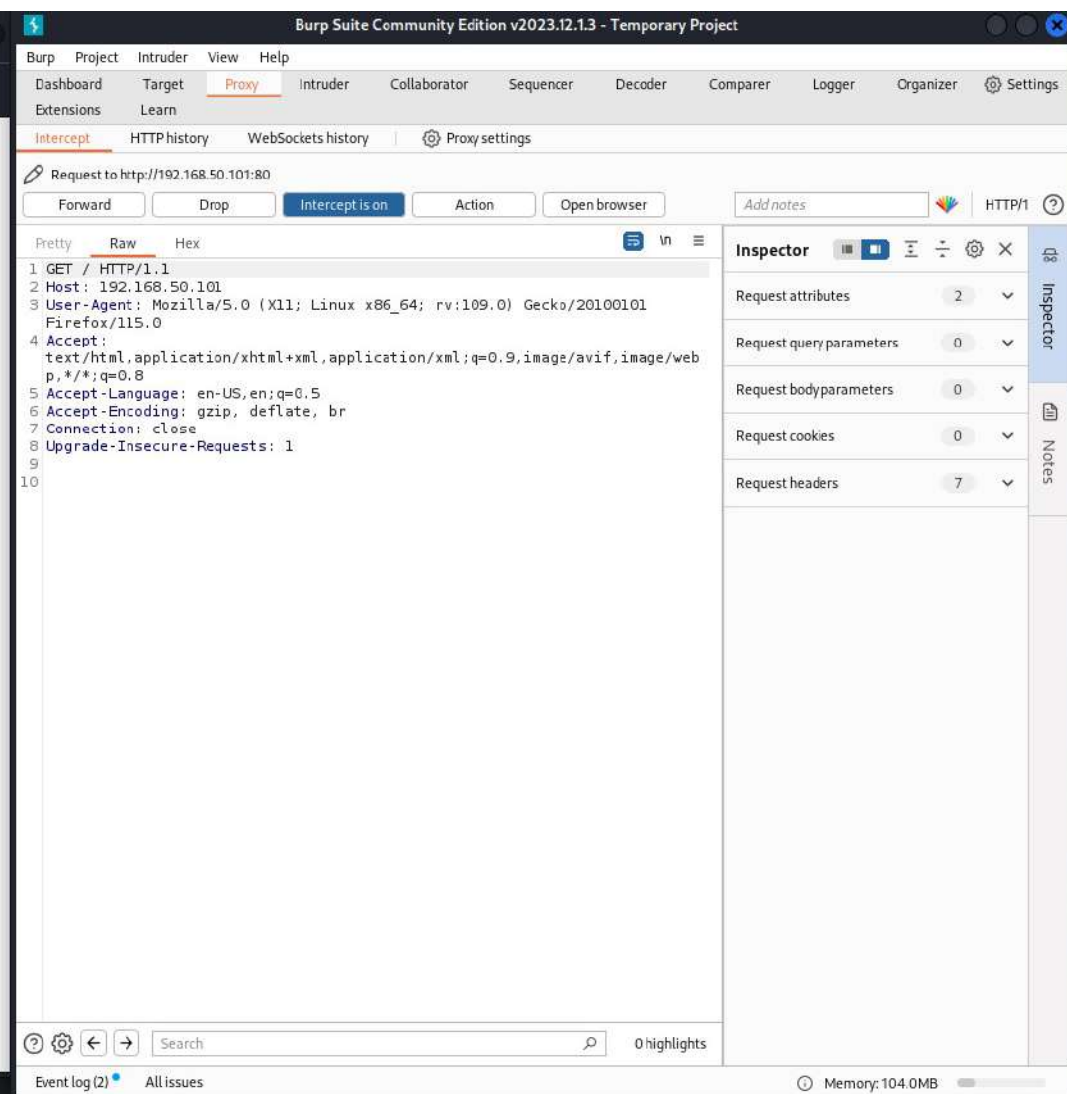 Burp Suite Community Edition v2023.12.1.3 - Temporary Project
Burp Project Intruder View Help
Dashboard Target Proxy Intruder Collaborator Sequencer Decoder Comparer Logger Organizer Settings
Extensions Learn
Intercept HTTP history WebSockets history Proxy settings
Request to http://192.168.50.101:80
Forward Drop Intercept is on Action Open browser Add notes HTTP/1
Pretty Raw Hex \n
1 GET / HTTP/1.1
2 Host: 192.168.50.101
3 User-Agent: Mozilla/5.0 (X11; Linux x86_64; rv:109.0) Gecko/20100101
Firefox/115.0
4 Accept:
text/html,application/xhtml+xml,application/xml;q=0.9,image/avif,image/web
p,*/*;q=0.8
5 Accept-Language: en-US,en;q=0.5
6 Accept-Encoding: gzip, deflate, br
7 Connection: close
8 Upgrade-Insecure-Requests: 1
9
10
Inspector
Request attributes 2
Request query parameters 0
Request body parameters 0
Request cookies 0
Request headers 7
Inspector
Notes
Search 0 highlights
Event log (2) All issues Memory: 104.0MB